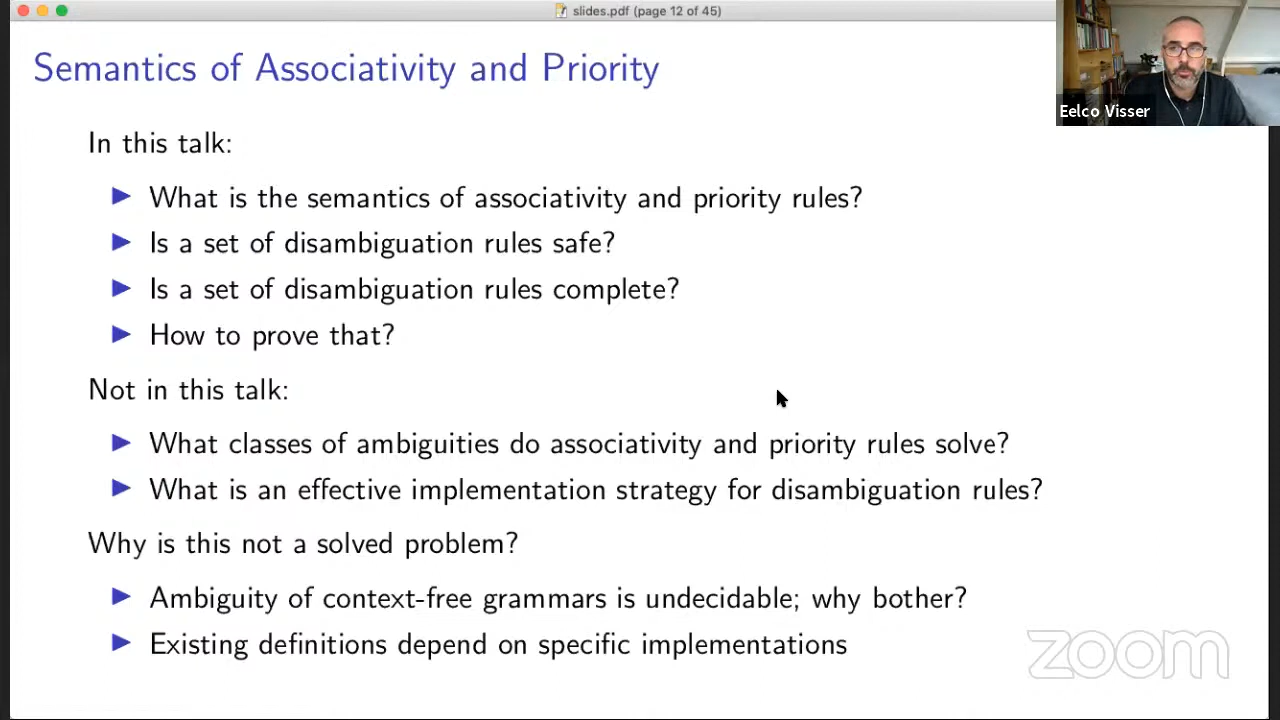 slides.pdf (page 12 of 45)
Semantics of Associativity and Priority
Eelco Visser
In this talk:
What is the semantics of associativity and priority rules?
Is a set of disambiguation rules safe?
Is a set of disambiguation rules complete?
How to prove that?
Not in this talk:
What classes of ambiguities do associativity and priority rules solve?
What is an effective implementation strategy for disambiguation rules?
Why is this not a solved problem?
Ambiguity of context-free grammars is undecidable; why bother?
Existing definitions depend on specific implementations
zoom